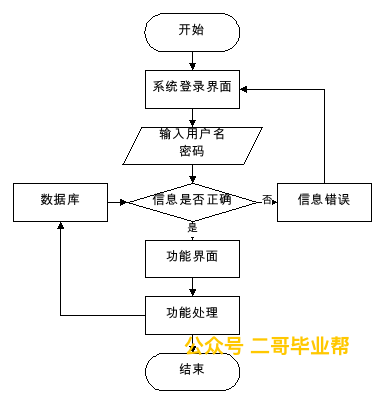 开始
系统登录界面
输入用户名
密码
数据库
信息是否正确
否
信息错误
是
功能界面
功能处理
公众号 二哥毕业帮
结束